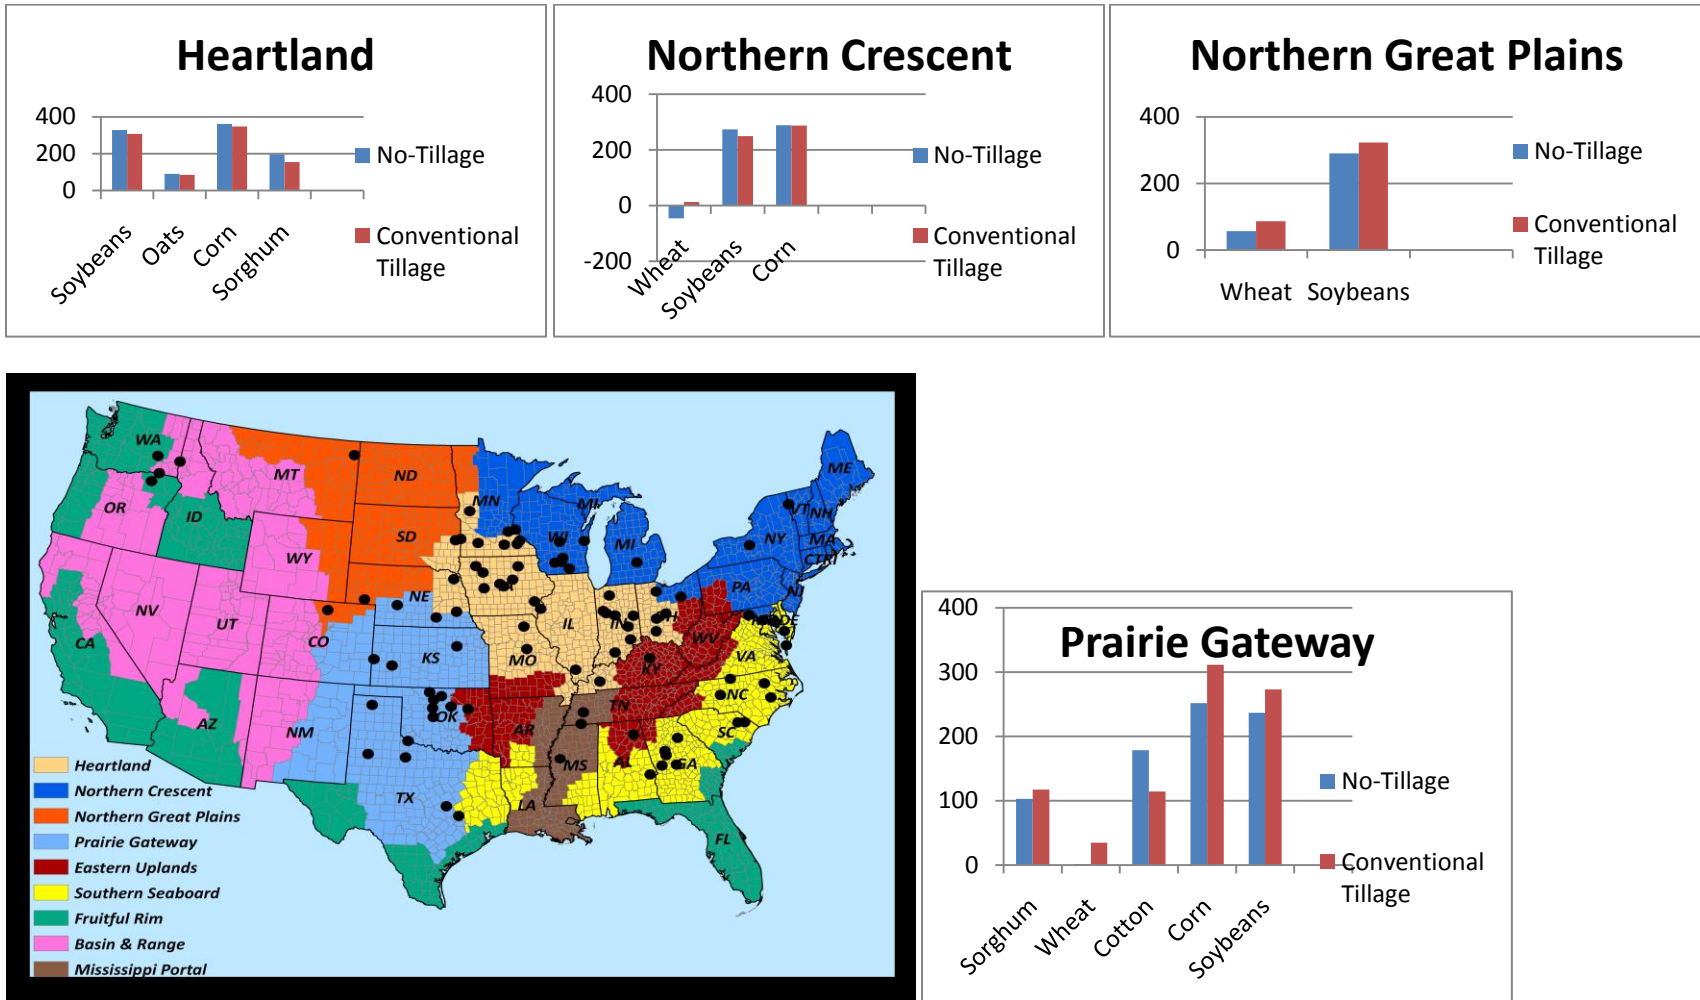 Heartland
400
200
0
Soybeans
Oats
Corn
Sorghum
No-Tillage
Conventional
Tillage
Northern Crescent
400
200
0
-200
Wheat
Soybeans
Corn
No-Tillage
Conventional
Tillage
Northern Great Plains
400
200
0
Wheat
Soybeans
No-Tillage
Conventional
Tillage
WA
MT
ND
MN
OR
ID
SD
WY
WI
MI
MI
ME
VT
NH
NY
MA
CTRI
PA
NJ
NE
NV
UT
CO
CA
KS
MO
IL
IN
WV
VA
DE
KY
NC
TN
SC
AZ
NM
OK
AR
MS
AL
GA
TX
LA
FL
Heartland
Northern Crescent
Northern Great Plains
Prairie Gateway
Eastern Uplands
Southern Seaboard
Fruitful Rim
Basin & Range
Mississippi Portal
Prairie Gateway
400
300
200
100
0
Sorghum
Wheat
Cotton
Corn
Soybeans
No-Tillage
Conventional
Tillage